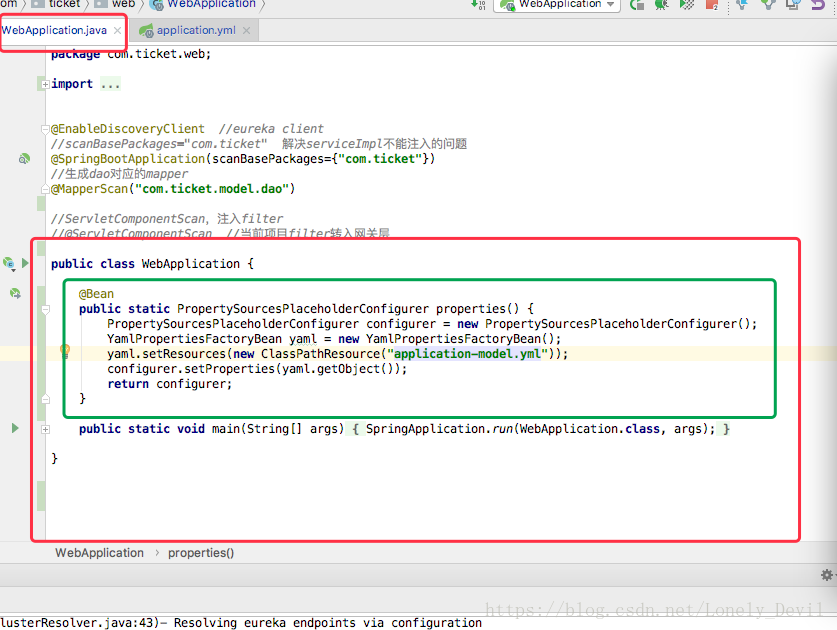 om ticket web WebApplication WebApplication
WebApplication.java application.yml
package com.ticket.web;
import ...
@EnableDiscoveryClient //eureka client
//scanBasePackages="com.ticket" 解决serviceImpl不能注入的问题
@SpringBootApplication(scanBasePackages={"com.ticket"})
//生成dao对应的mapper
@MapperScan("com.ticket.model.dao")
//ServletComponentScan，注入filter
//@ServletComponentScan //当前项目filter转入网关层
public class WebApplication {
@Bean
public static PropertySourcesPlaceholderConfigurer properties() {
PropertySourcesPlaceholderConfigurer configurer = new PropertySourcesPlaceholderConfigurer();
YamlPropertiesFactoryBean yaml = new YamlPropertiesFactoryBean();
yaml.setResources(new ClassPathResource("application-model.yml"));
configurer.setProperties(yaml.getObject());
return configurer;
}
public static void main(String[] args) { SpringApplication.run(WebApplication.class, args); }
}
WebApplication › properties()
https://blog.csdn.net/Lonely_Devil
lusterResolver.java:43)- Resolving eureka endpoints via configuration